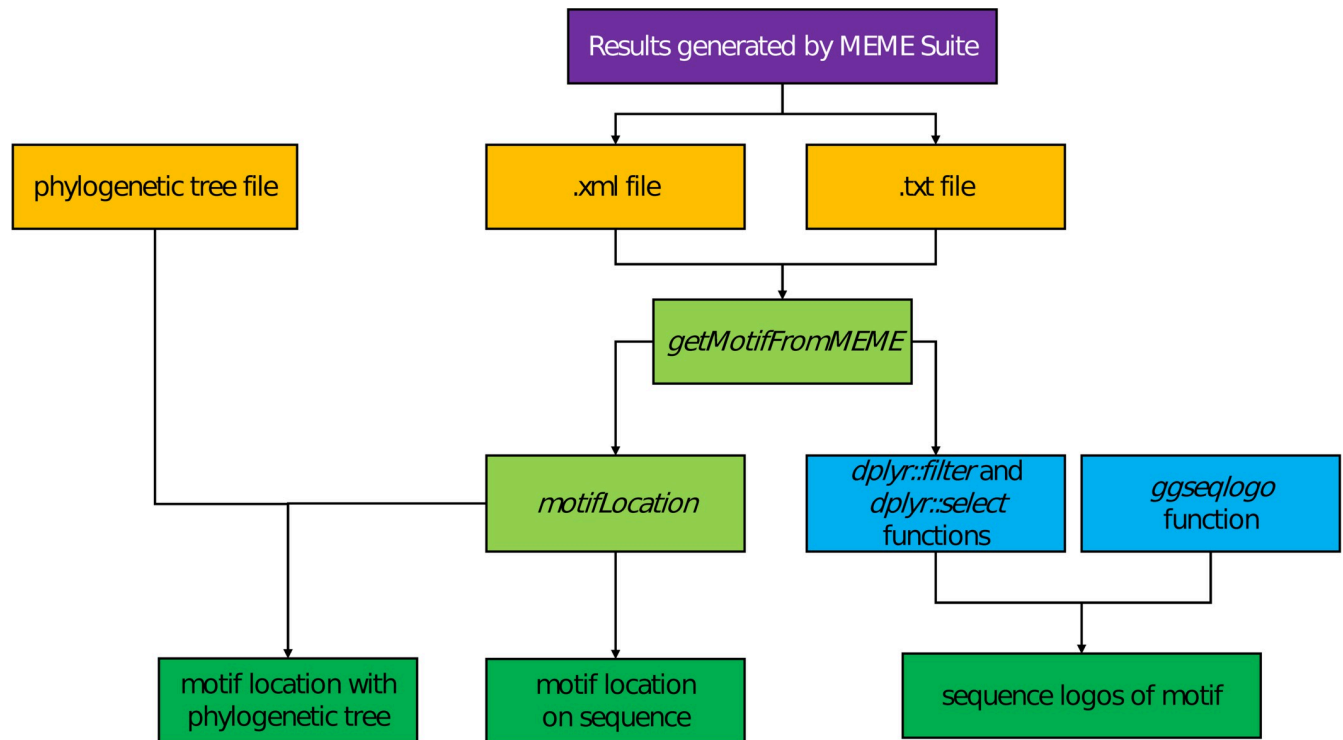 Results generated by MEME Suite
phylogenetic tree file
.xml file
.txt file
getMotifFromMEME
motifLocation
dplyr::filter and
dplyr::select
functions
ggseqlogo
function
motif location with
phylogenetic tree
motif location
on sequence
sequence logos of motif